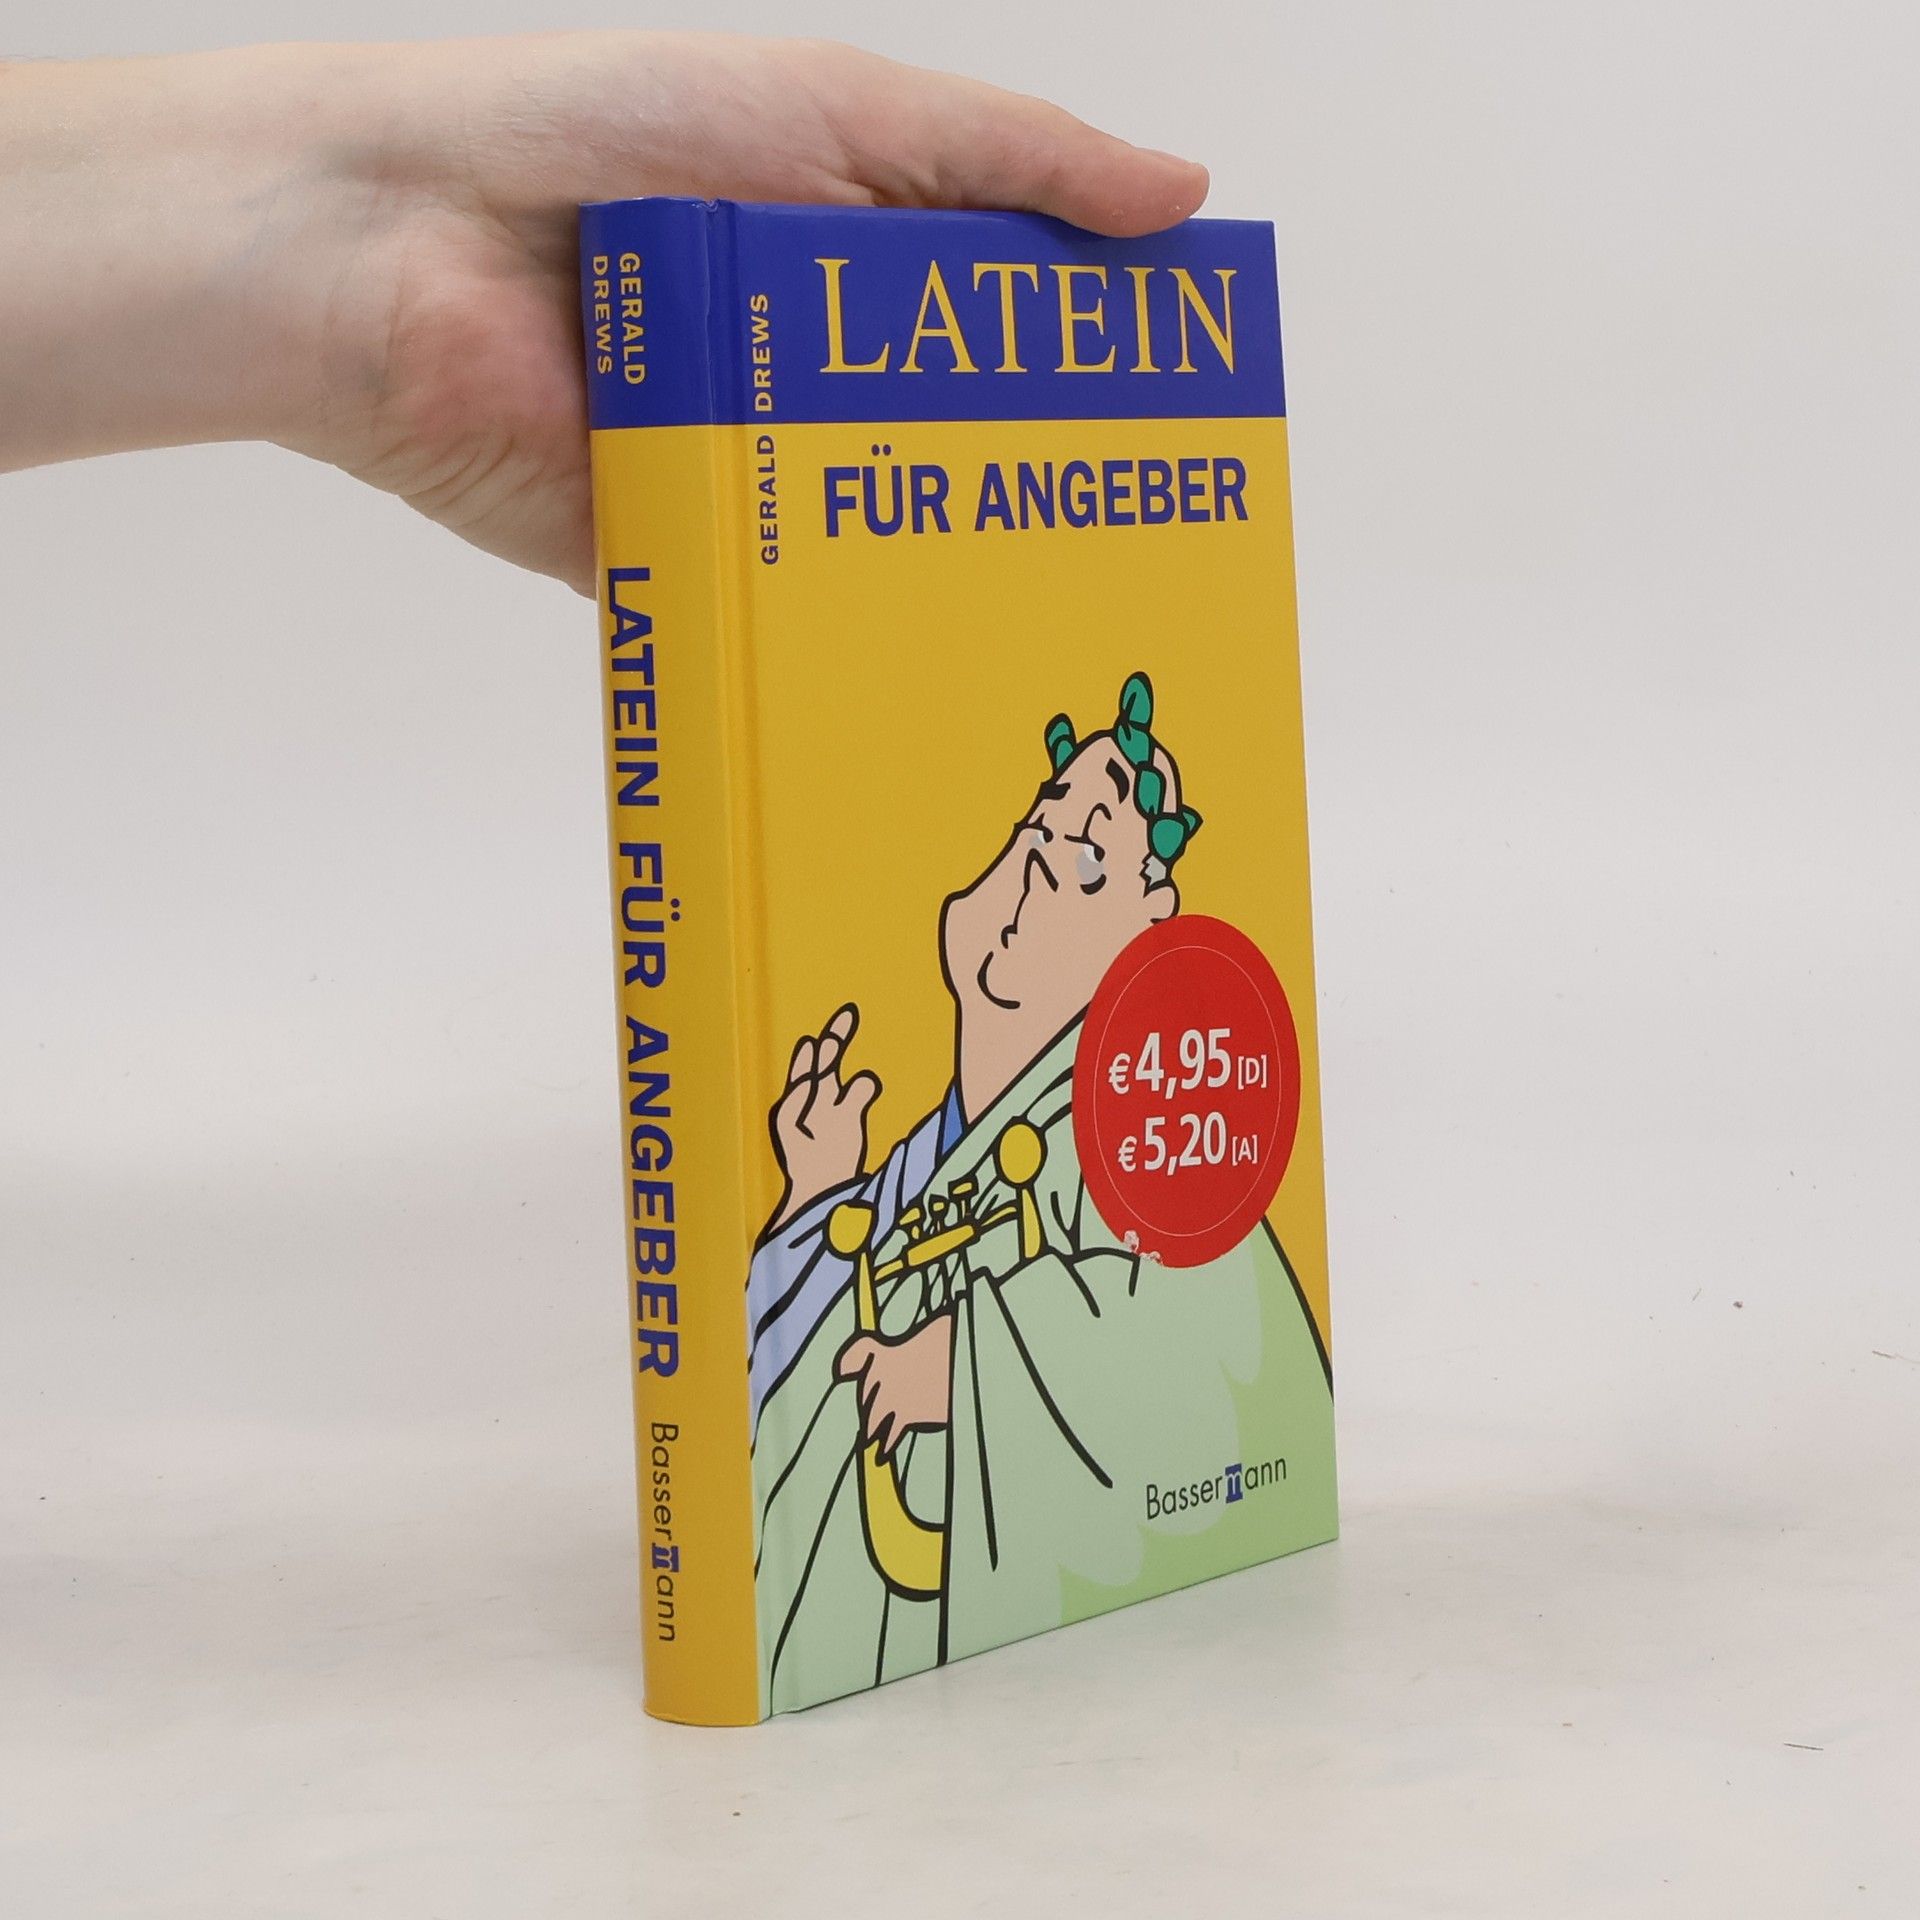 GERALD
DREWS
LATEIN FÜR ANGEBER
Bassermann
GERALD DREWS
LATEIN
FÜR ANGEBER
€ 4,95 [D]
€ 5,20 [A]
Bassermann